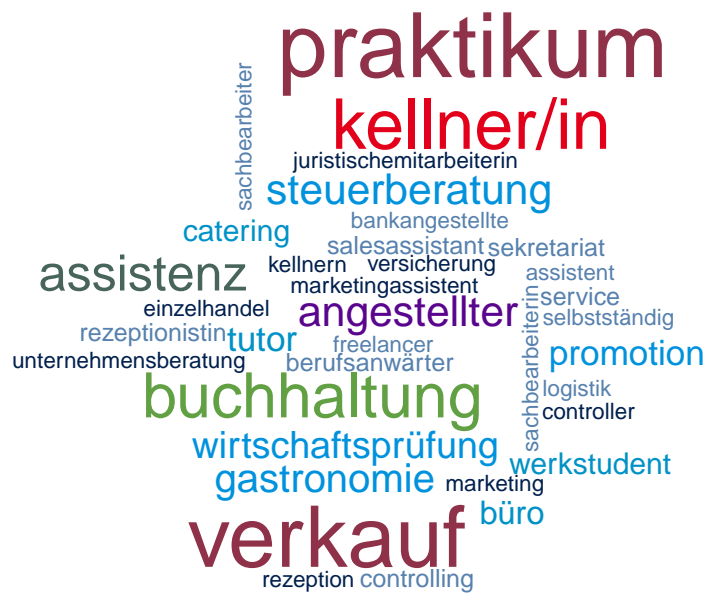 praktikum
sachbearbeiter
kellner/in
juristischemitarbeiterin
steuerberatung
bankangestellte
catering
salesassistant sekretariat
assistenz
kellnern versicherung
assistent
marketingassistent
service
einzelhandel
angestellter
selbstständig
rezeptionistin
tutor
freelancer
sachbearbeiterin
promotion
unternehmensberatung
berufsanwärter
buchhaltung
logistik
controller
wirtschaftsprüfung
werkstudent
gastronomie
marketing
büro
verkauf
rezeption controlling